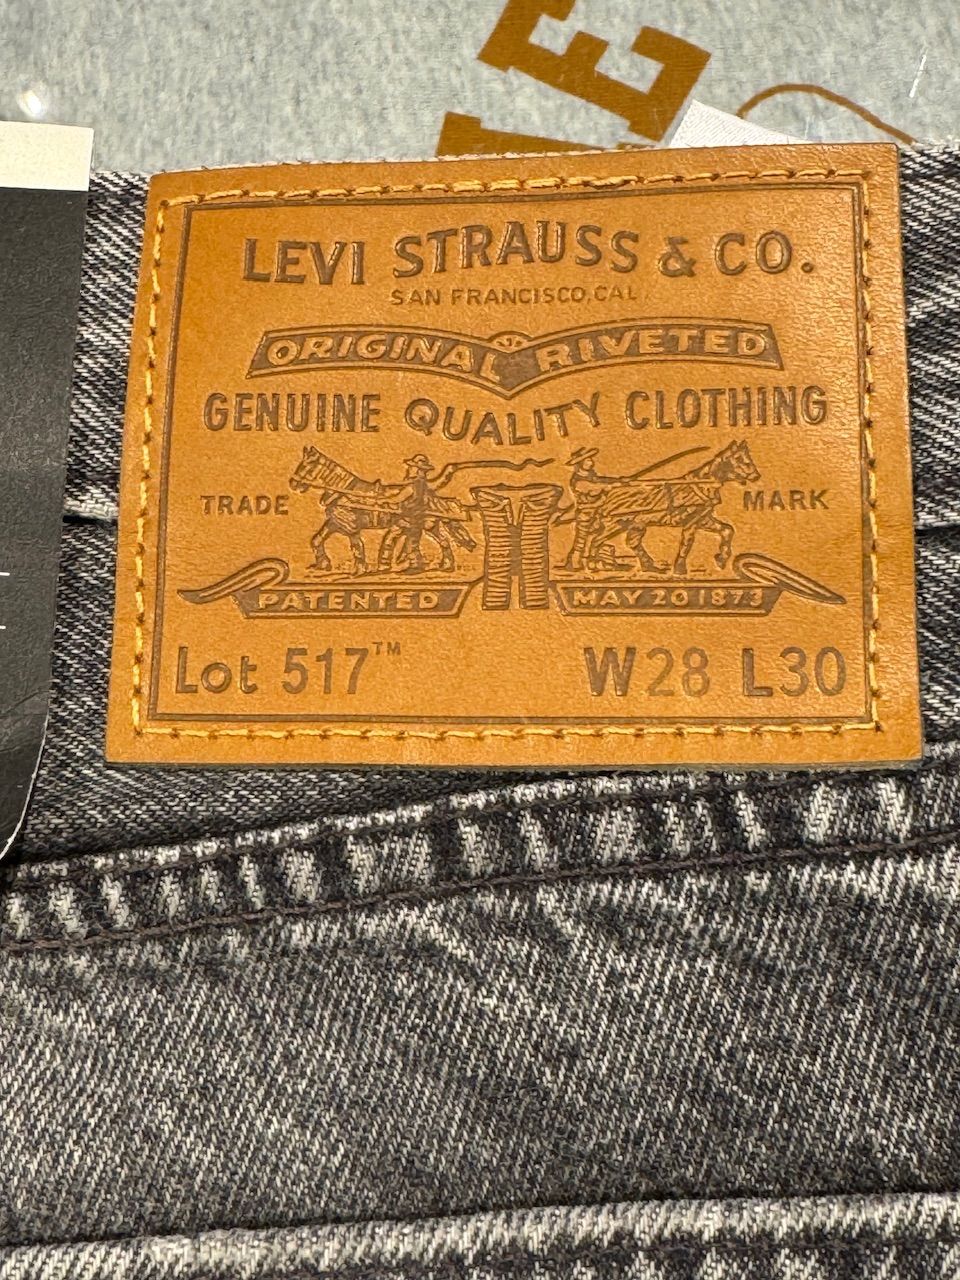 LEVI STRAUSS & CO.
SAN FRANCISCO, CAL.
ORIGINAL RIVETED
GENUINE QUALITY CLOTHING
TRADE MARK
PATENTED MAY 20 1873
Lot 517™ W28 L30